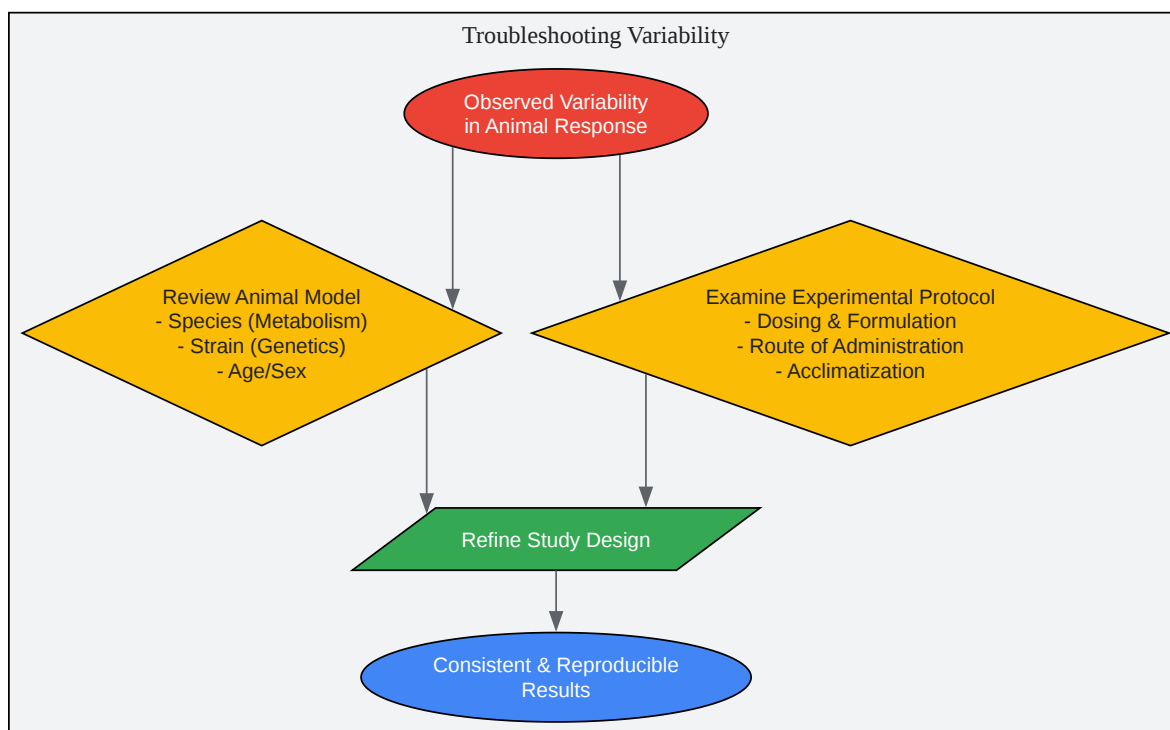 Troubleshooting Variability
Observed Variability
in Animal Response
Review Animal Model
- Species (Metabolism)
- Strain (Genetics)
- Age/Sex
Examine Experimental Protocol
- Dosing & Formulation
- Route of Administration
- Acclimatization
Refine Study Design
Consistent & Reproducible
Results